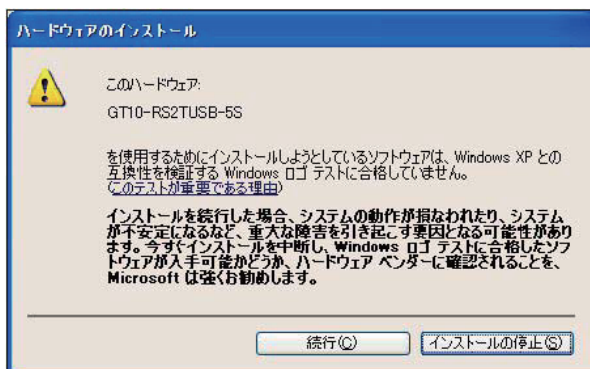 ハードウェアのインストール
このハードウェア:
GT10-RS2TUSB-5S
を使用するためにインストールしようとしているソフトウェアは、Windows XP との
互換性を検証する Windows ロゴ テストに合格していません。
(このテストが重要である理由)
インストールを続行した場合、システムの動作が損なわれたり、システム
が不安定になるなど、重大な障害を引き起こす要因となる可能性があり
ます。今すぐインストールを中断し、Windows ロゴ テストに合格したソフ
トウェアが入手可能かどうか、ハードウェア ベンダーに確認されることを、
Microsoft は強くお勧めします。
続行(C) インストールの停止(S)